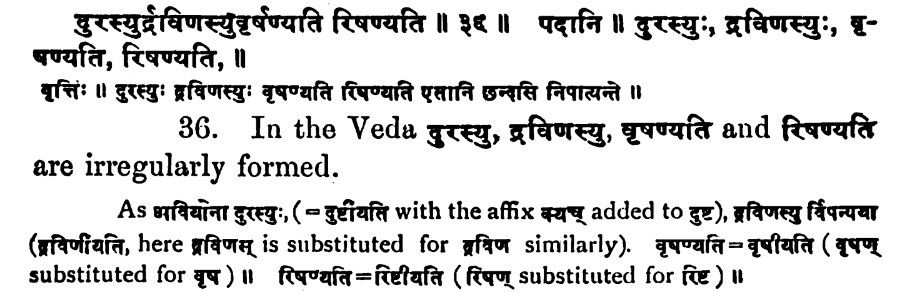 दुरस्युर्द्रविणस्युर्वृषण्यति रिषण्यति ॥ ३६ ॥ पदानि ॥ दुरस्युः, द्रविणस्युः, वृ-
षण्यति, रिषण्यति, ॥
वृत्तिः ॥ दुरस्युः द्रविणस्युः वृषण्यति रिषण्यति एतानि छन्दसि निपात्यन्ते ॥
36. In the Veda दुरस्यु, द्रविणस्यु, वृषण्यति and रिषण्यति
are irregularly formed.
As अवियोना दुरस्युः, (= दुष्टीयति with the affix क्यच् added to दुष्ट), द्रविणस्यु र्विपन्यया
(द्रविणीयति, here द्रविणस् is substituted for द्रविण similarly). वृषण्यति = वृषीयति ( वृषण्
substituted for वृष ) ॥ रिषण्यति = रिष्टीयति ( रिषण् substituted for रिष्ट ) ॥